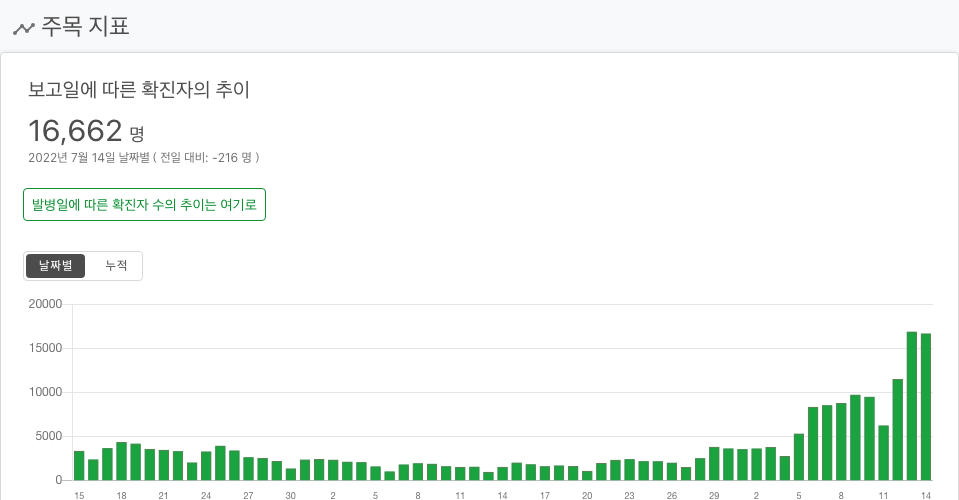 주목 지표
보고일에 따른 확진자의 추이
16,662 명
2022년 7월 14일 날짜별 ( 전일 대비: -216 명 )
발병일에 따른 확진자 수의 추이는 여기로
날짜별 누적
20000
15000
10000
5000
0
15 18 21 24 27 30 2 5 8 11 14 17 20 23 26 29 2 5 8 11 14